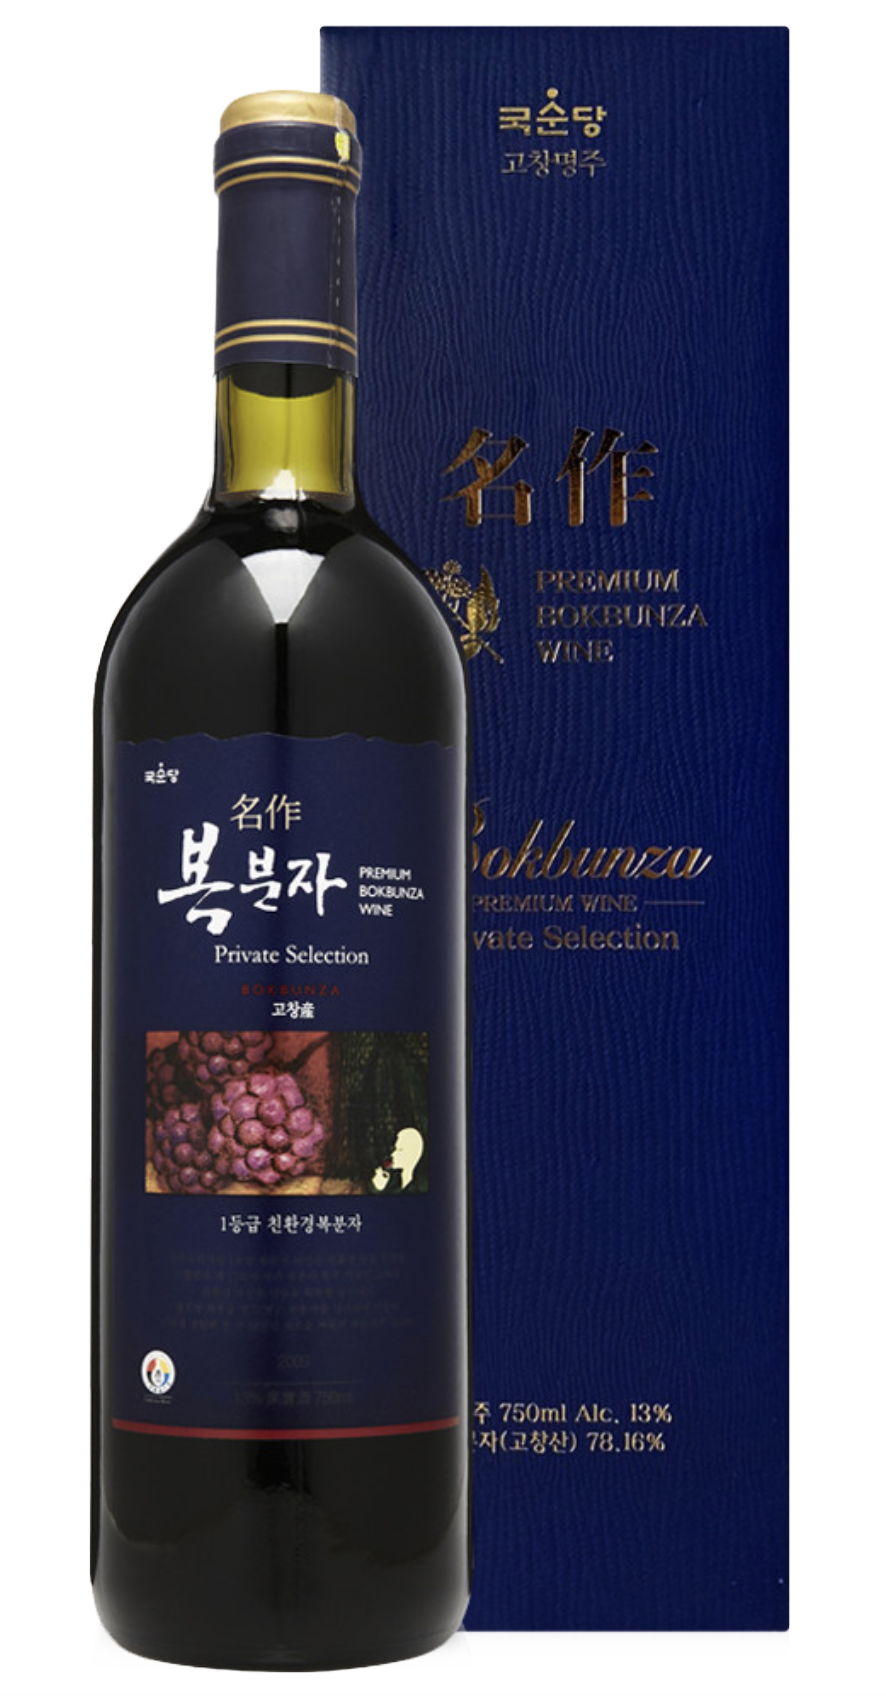 국순당
고창명주
名作
PREMIUM
BOKBUNZA
WINE
Bokbunza
PREMIUM WINE
vate Selection
주 750ml Alc. 13%
자(고창산) 78.16%
국순당
名作
복분자
PREMIUM
BOKBUNZA
WINE
Private Selection
BOKBUNZA
고창産
1등급 친환경복분자
2009